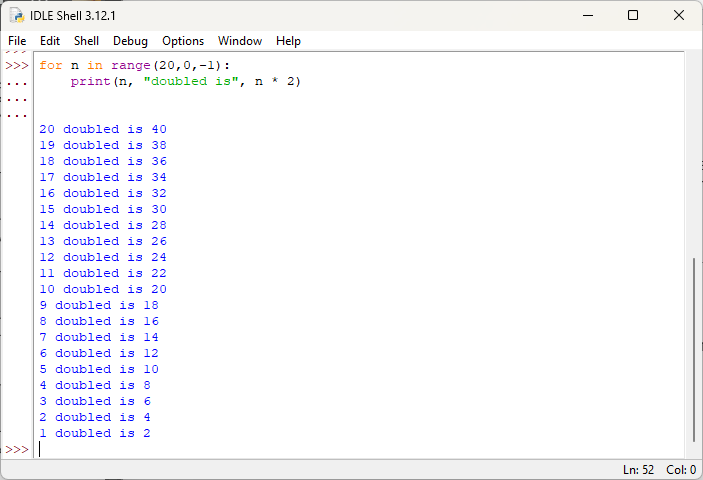 IDLE Shell 3.12.1
File Edit Shell Debug Options Window Help
>>> for n in range(20,0,-1):
...     print(n, "doubled is", n * 2)
...
...
20 doubled is 40
19 doubled is 38
18 doubled is 36
17 doubled is 34
16 doubled is 32
15 doubled is 30
14 doubled is 28
13 doubled is 26
12 doubled is 24
11 doubled is 22
10 doubled is 20
9 doubled is 18
8 doubled is 16
7 doubled is 14
6 doubled is 12
5 doubled is 10
4 doubled is 8
3 doubled is 6
2 doubled is 4
1 doubled is 2
>>>
Ln: 52 Col: 0